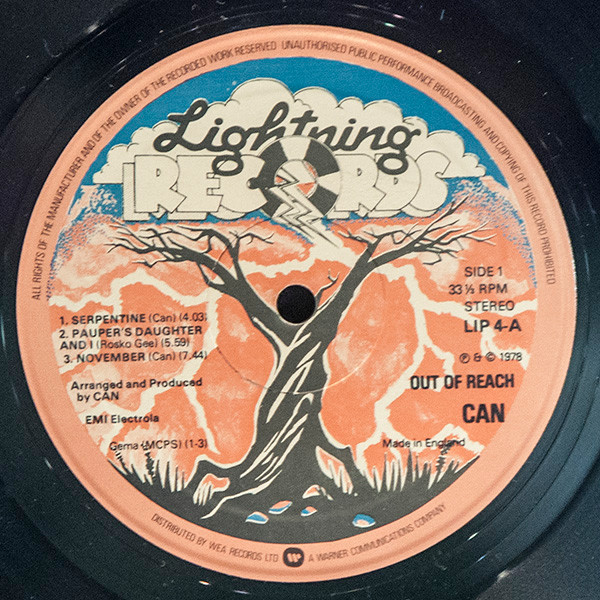 ALL RIGHTS OF THE MANUFACTURER AND OF THE OWNER OF THE RECORDED WORK RESERVED UNAUTHORISED PUBLIC PERFORMANCE BROADCASTING AND COPYING OF THIS RECORD PROHIBITED
Lightning
RECORDS
SIDE 1
33 ⅓ RPM
STEREO
LIP 4-A
1. SERPENTINE (Can) (4.03)
2. PAUPER'S DAUGHTER
AND I (Rosko Gee) (5.59)
3. NOVEMBER (Can) (7.44)
Ⓟ & © 1978
OUT OF REACH
CAN
Arranged and Produced
by CAN
EMI Electrola
Gema (MCPS) (1-3)
Made in England
DISTRIBUTED BY WEA RECORDS LTD A WARNER COMMUNICATIONS COMPANY